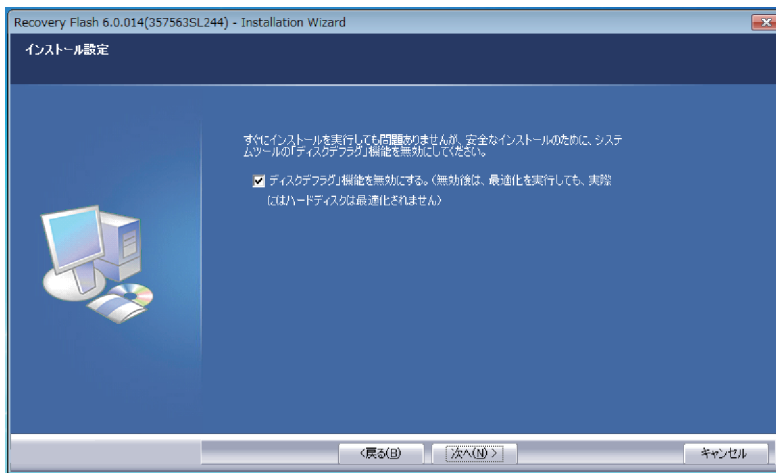 Recovery Flash 6.0.014(357563SL244) - Installation Wizard
インストール設定
すぐにインストールを実行しても問題ありませんが、安全なインストールのために、システ
ムツールの「ディスクデフラグ」機能を無効にしてください。
ディスクデフラグ」機能を無効にする。(無効後は、最適化を実行しても、実際
にはハードディスクは最適化されません)
<戻る(B)
次へ(N) >
キャンセル